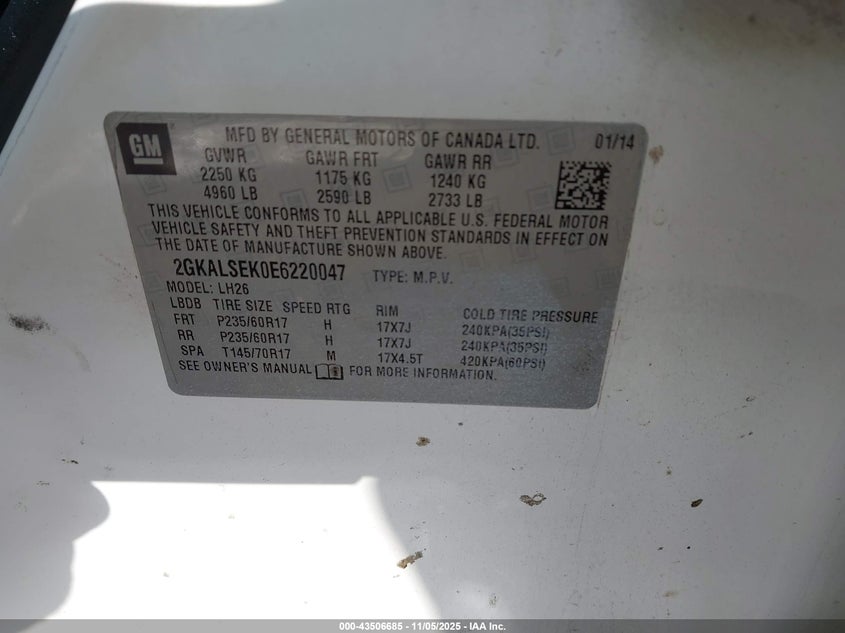 GM
MFD BY GENERAL MOTORS OF CANADA LTD. 01/14
GVWR GAWR FRT GAWR RR
2250 KG 1175 KG 1240 KG
4960 LB 2590 LB 2733 LB
THIS VEHICLE CONFORMS TO ALL APPLICABLE U.S. FEDERAL MOTOR
VEHICLE SAFETY AND THEFT PREVENTION STANDARDS IN EFFECT ON
THE DATE OF MANUFACTURE SHOWN ABOVE.
2GKALSEK0E6220047 TYPE: M.P.V.
MODEL: LH26
LBDB TIRE SIZE SPEED RTG RIM COLD TIRE PRESSURE
FRT P235/60R17 H 17X7J 240KPA(35PSI)
RR P235/60R17 H 17X7J 240KPA(35PSI)
SPA T145/70R17 M 17X4.5T 420KPA(60PSI)
SEE OWNER'S MANUAL FOR MORE INFORMATION.
000-43506685 - 11/05/2025 - IAA Inc.